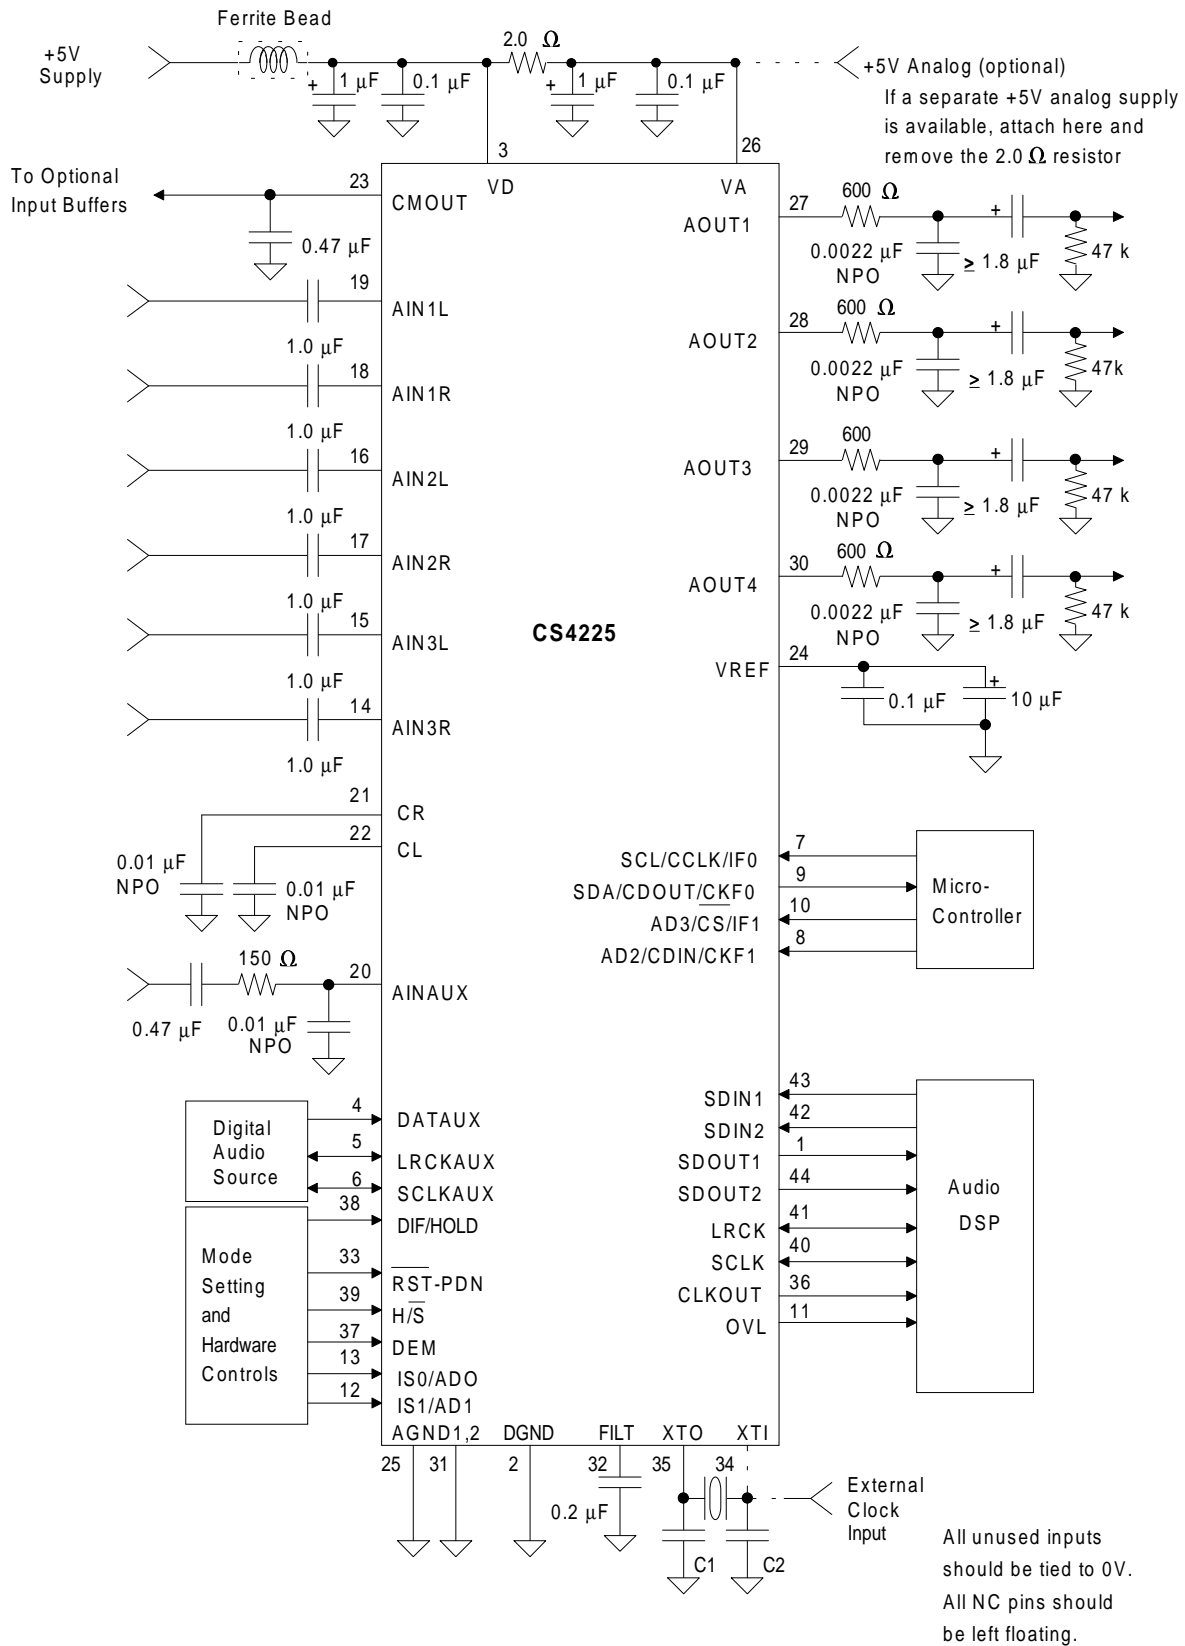 Ferrite Bead
+5V
Supply
+ 1 µF
0.1 µF
2.0 Ω
+ 1 µF
0.1 µF
+5V Analog (optional)
If a separate +5V analog supply
is available, attach here and
remove the 2.0 Ω resistor
3
26
VD
VA
To Optional
Input Buffers
23
CMOUT
0.47 µF
19
AIN1L
1.0 µF
18
AIN1R
1.0 µF
16
AIN2L
1.0 µF
17
AIN2R
1.0 µF
15
AIN3L
1.0 µF
14
AIN3R
1.0 µF
21
CR
22
CL
0.01 µF
NPO
0.01 µF
NPO
150 Ω
20
AINAUX
0.47 µF
0.01 µF
NPO
Digital
Audio
Source
4
DATAUX
5
LRCKAUX
6
SCLKAUX
Mode
Setting
and
Hardware
Controls
38
DIF/HOLD
33
R̅S̅T̅-PDN
39
H/S̅
37
DEM
13
IS0/ADO
12
IS1/AD1
CS4225
27
AOUT1
600 Ω
0.0022 µF
NPO
+
≥ 1.8 µF
47 k
28
AOUT2
600 Ω
0.0022 µF
NPO
+
≥ 1.8 µF
47k
29
AOUT3
600
0.0022 µF
NPO
+
≥ 1.8 µF
47 k
30
AOUT4
600 Ω
0.0022 µF
NPO
+
≥ 1.8 µF
47 k
24
VREF
0.1 µF
+
10 µF
7
SCL/CCLK/IF0
9
SDA/CDOUT/CKF0
10
AD3/C̅S̅/IF1
8
AD2/CDIN/CKF1
Micro-
Controller
43
SDIN1
42
SDIN2
1
SDOUT1
44
SDOUT2
41
LRCK
40
SCLK
36
CLKOUT
11
OVL
Audio
DSP
AGND1,2
DGND
FILT
XTO
XTI
25
31
2
32
35
34
0.2 µF
C1
C2
External
Clock
Input
All unused inputs
should be tied to 0V.
All NC pins should
be left floating.